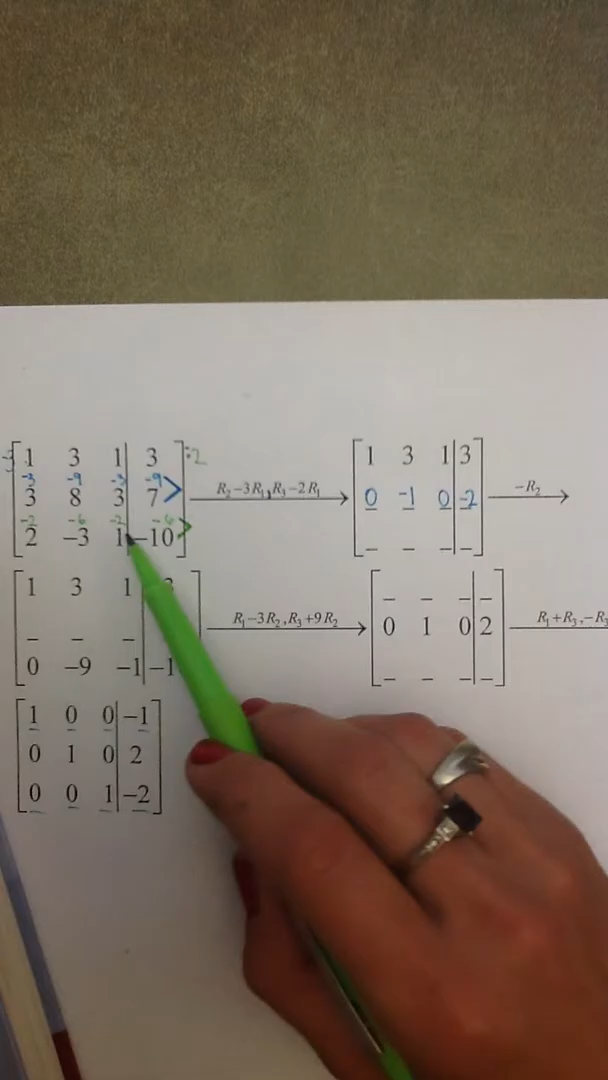 -3 1 3 1 3 ·-2
-3 -9 -3 -9
3 8 3 7
-2 -6 -2 -6
2 −3 1 −10
R₂−3R₁, R₃−2R₁
1 3 1 3
0 -1 0 -2
_ _ _ _
−R₂
1 3 1
_ _ _
0 −9 −1 −1
R₁−3R₂, R₃+9R₂
_ _ _ _
0 1 0 2
_ _ _ _
R₁+R₃, −R₃
1 0 0 −1
0 1 0 2
0 0 1 −2